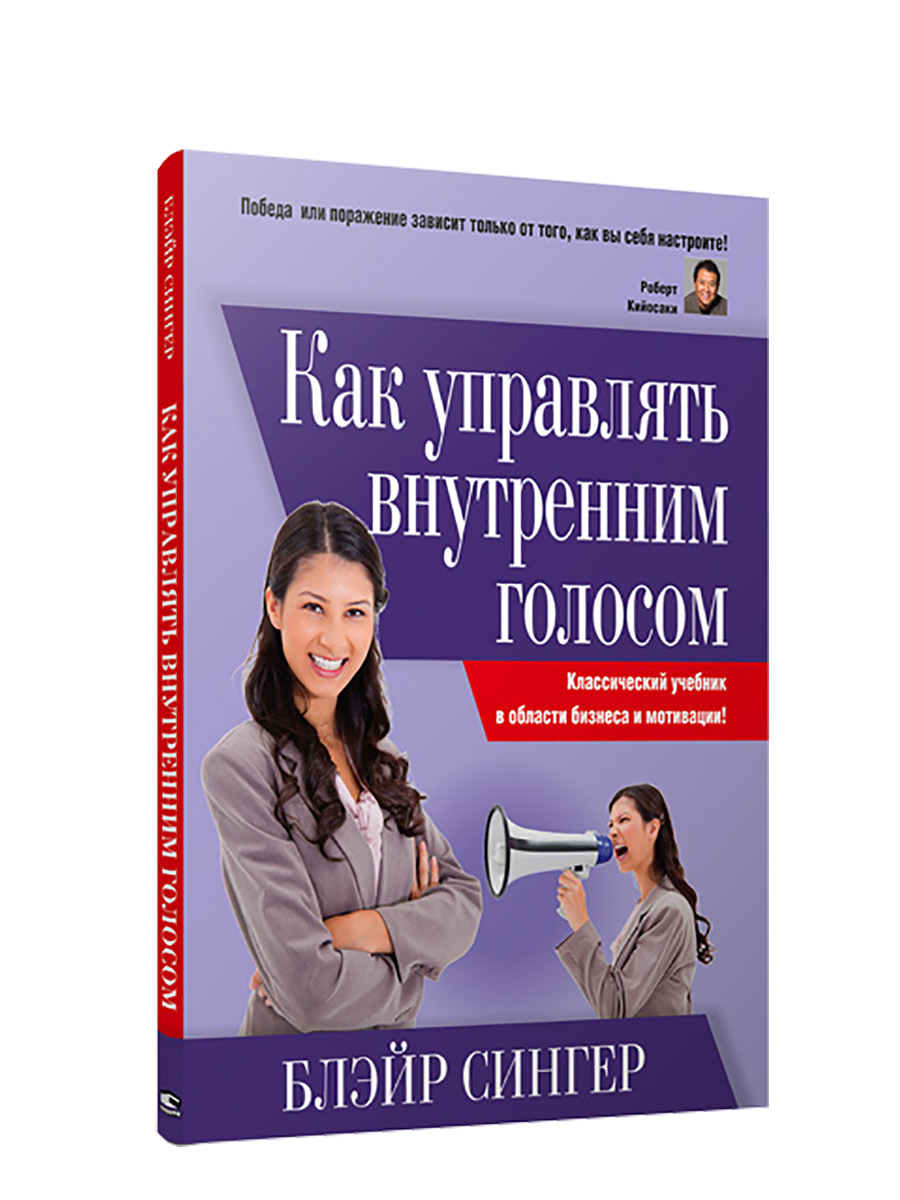 Победа или поражение зависит только от того, как вы себя настроите!
Роберт
Кийосаки
Как управлять
внутренним
голосом
Классический учебник
в области бизнеса и мотивации!
БЛЭЙР СИНГЕР
БЛЭЙР СИНГЕР КАК УПРАВЛЯТЬ ВНУТРЕННИМ ГОЛОСОМ